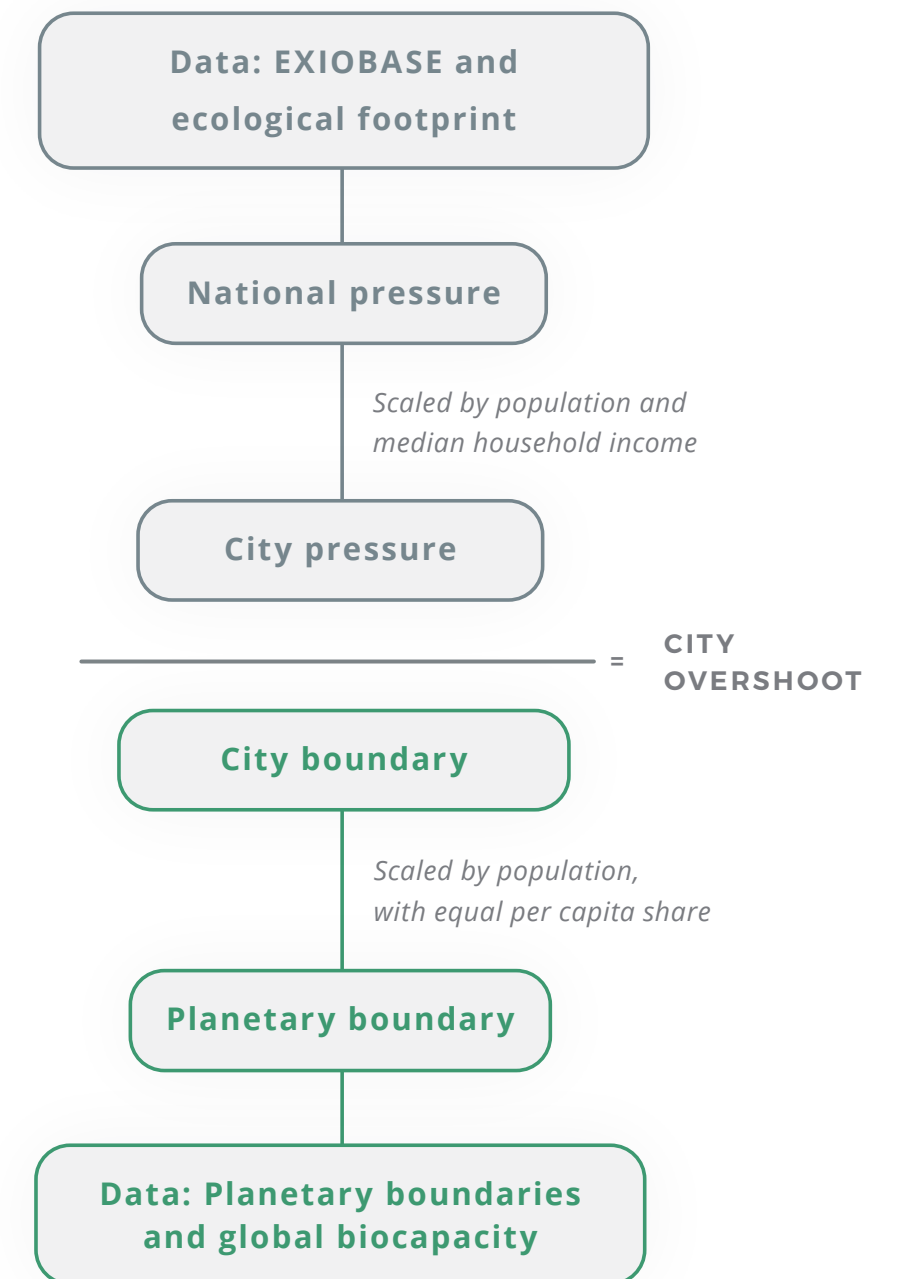 Data: EXIOBASE and
ecological footprint
National pressure
Scaled by population and
median household income
City pressure
=
CITY
OVERSHOOT
City boundary
Scaled by population,
with equal per capita share
Planetary boundary
Data: Planetary boundaries
and global biocapacity